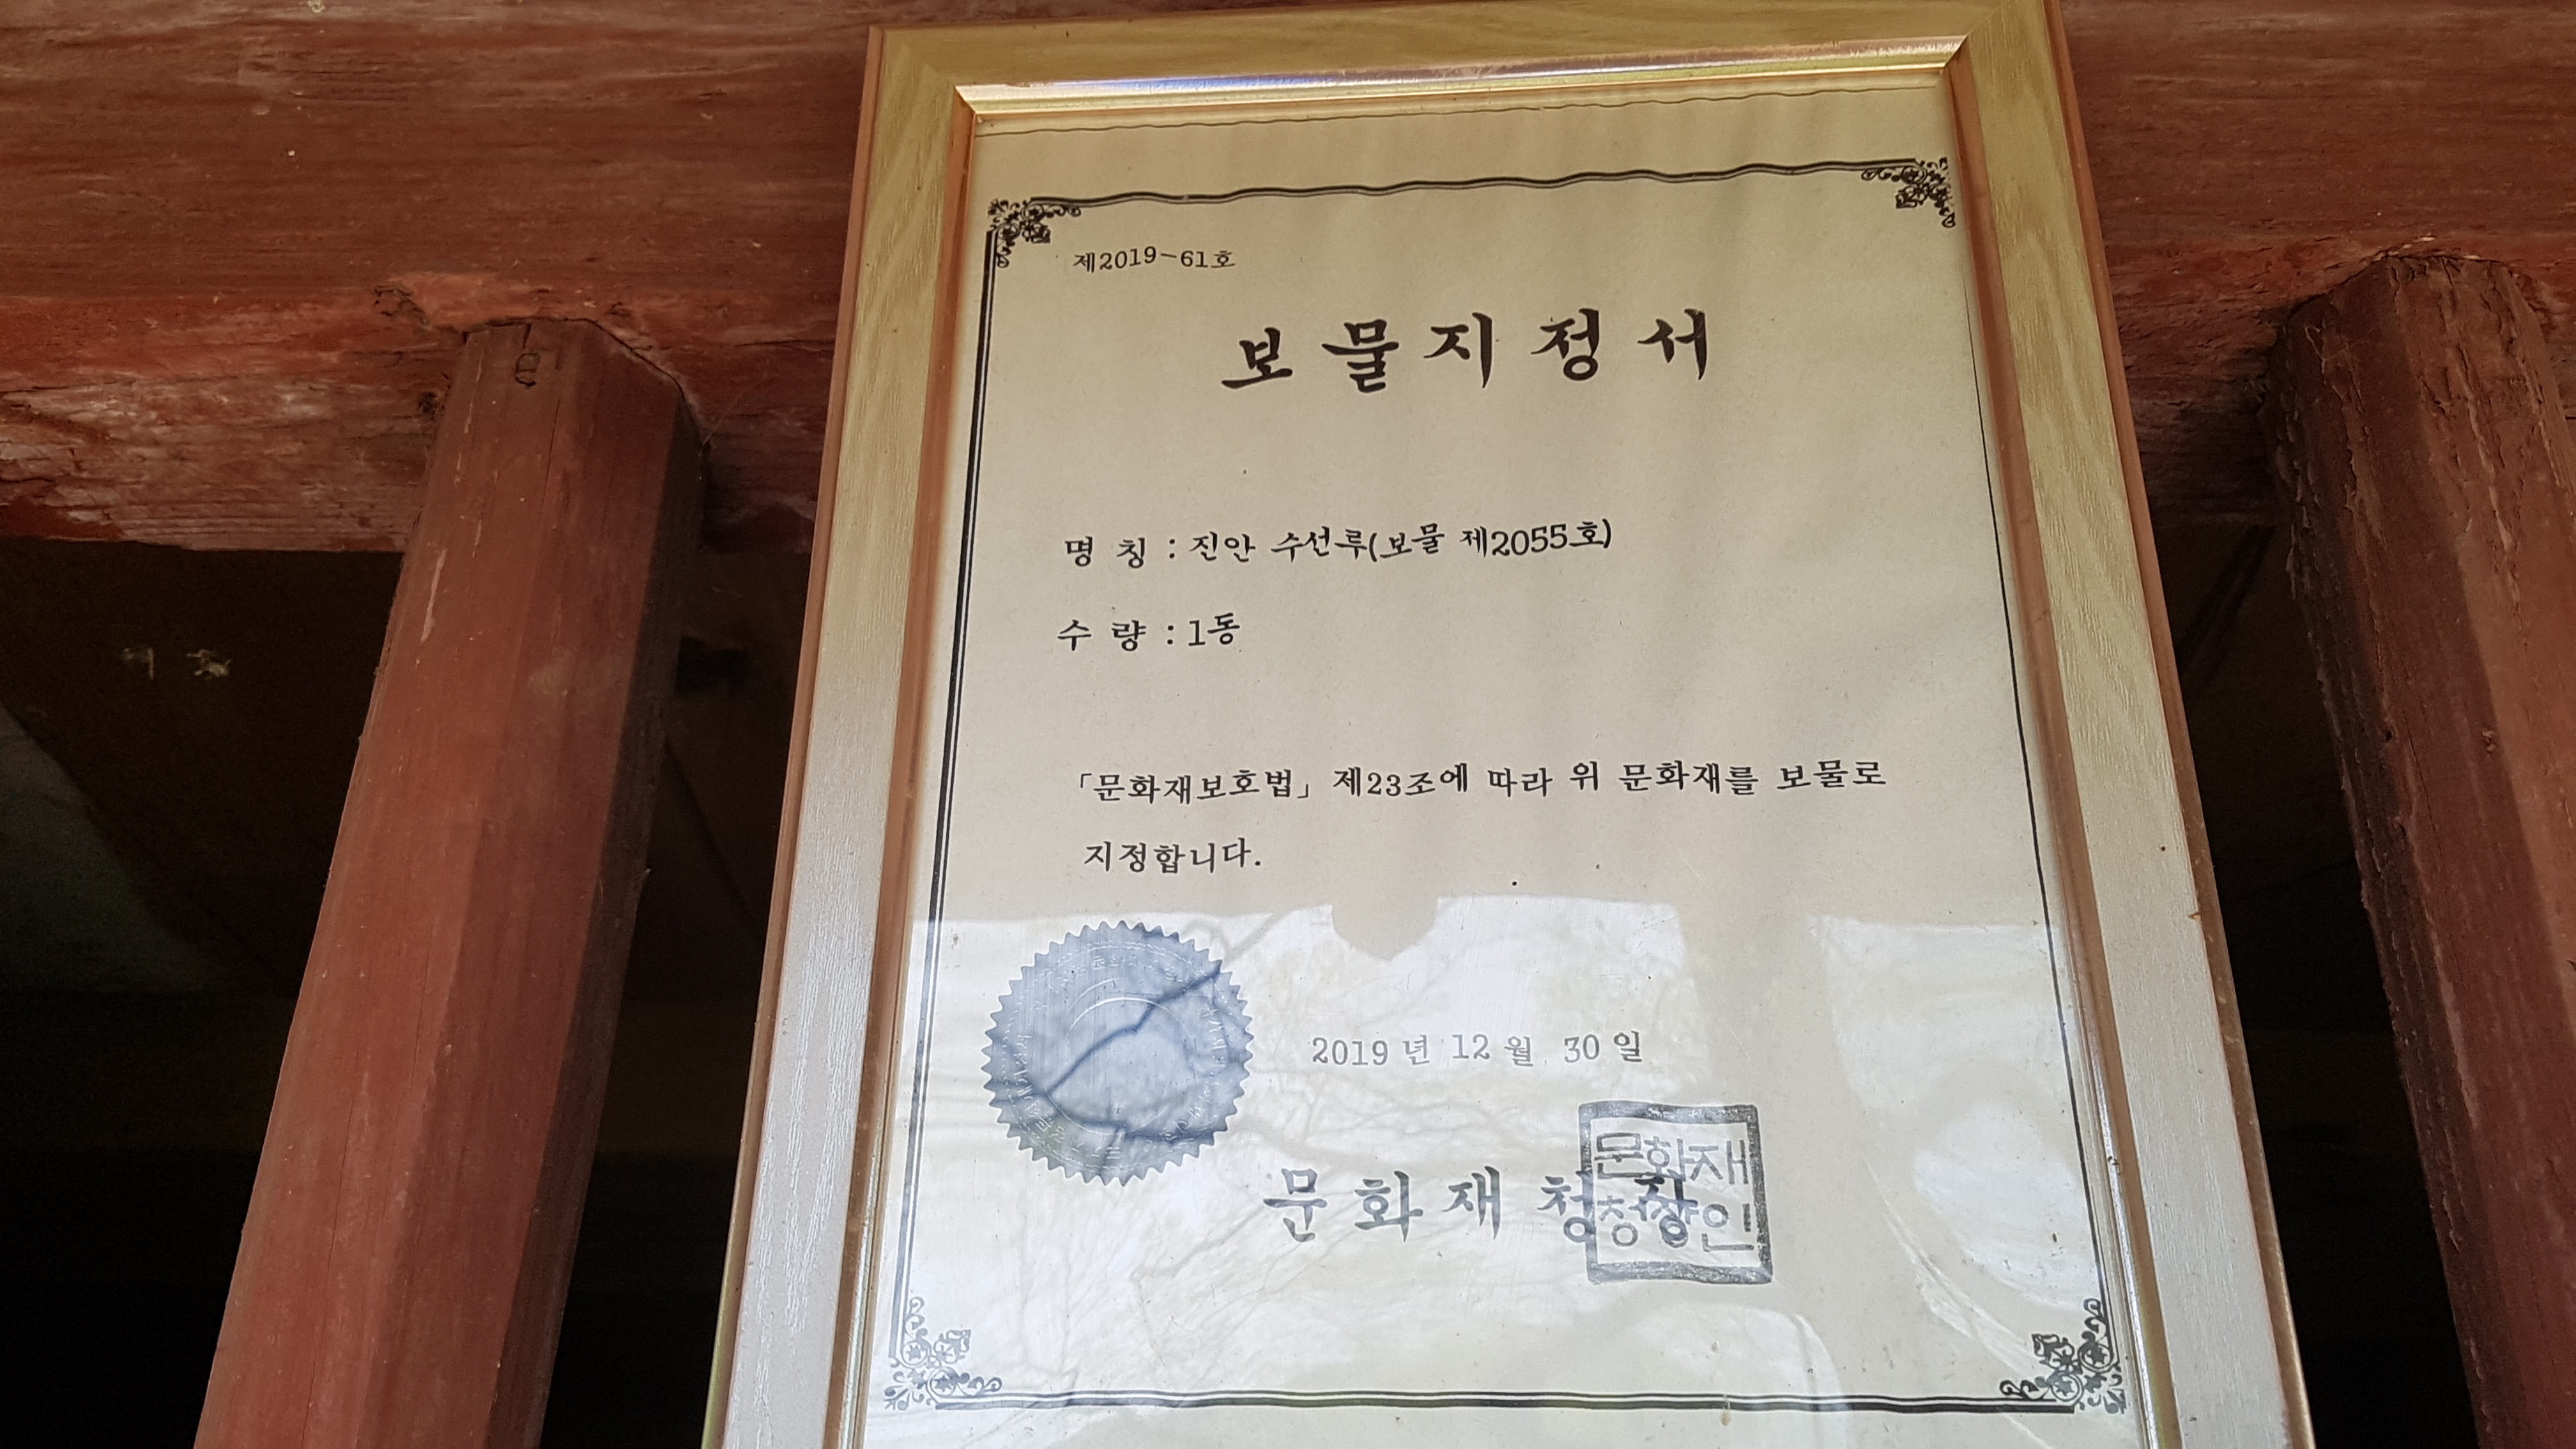 제2019-61호
보물지정서
명 칭 : 진안 수선루(보물 제2055호)
수 량 : 1동
「문화재보호법」 제23조에 따라 위 문화재를 보물로
지정합니다.
2019 년 12 월 30 일
문화재청장
문화재
청장인